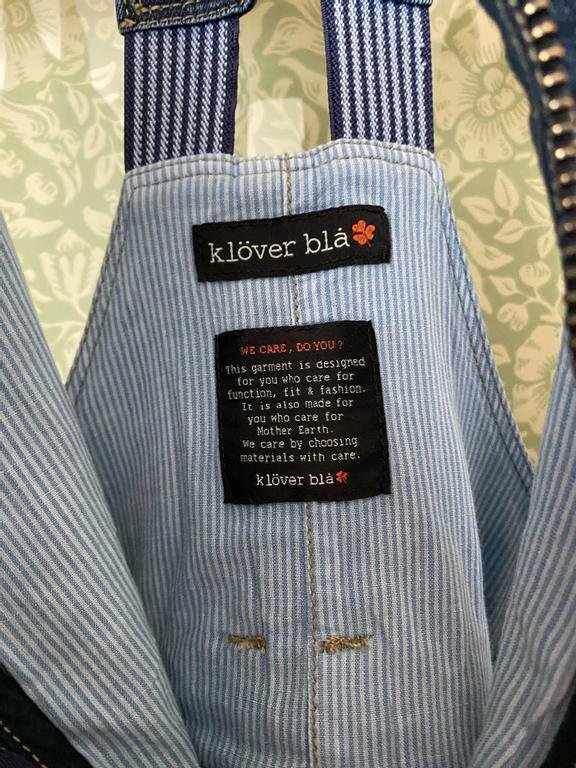 klöver blå
WE CARE, DO YOU?
This garment is designed
for you who care for
function, fit & fashion.
It is also made for
you who care for
Mother Earth.
We care by choosing
materials with care.
klöver blå